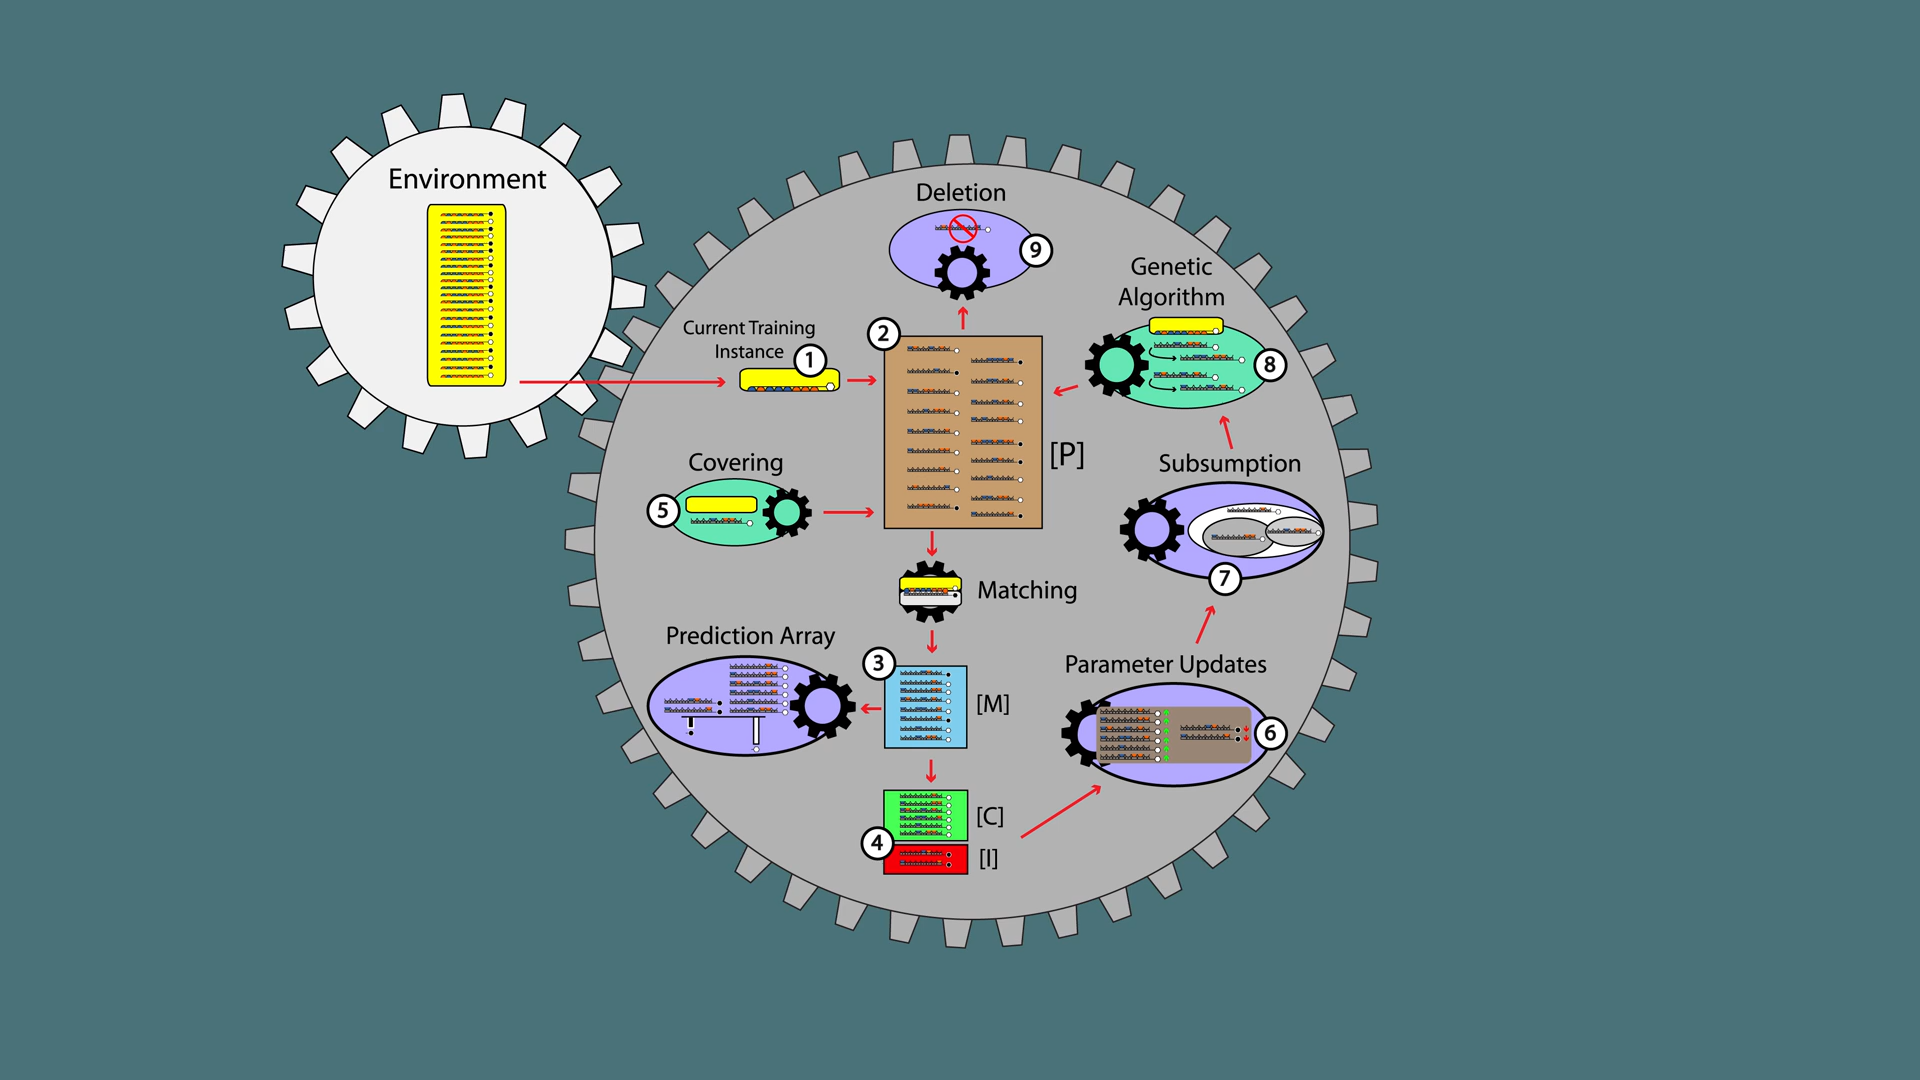 Environment
Deletion
9
Genetic
Algorithm
8
Current Training
Instance
1
2
[P]
Covering
5
Subsumption
7
Matching
Prediction Array
3
[M]
Parameter Updates
6
[C]
4
[I]